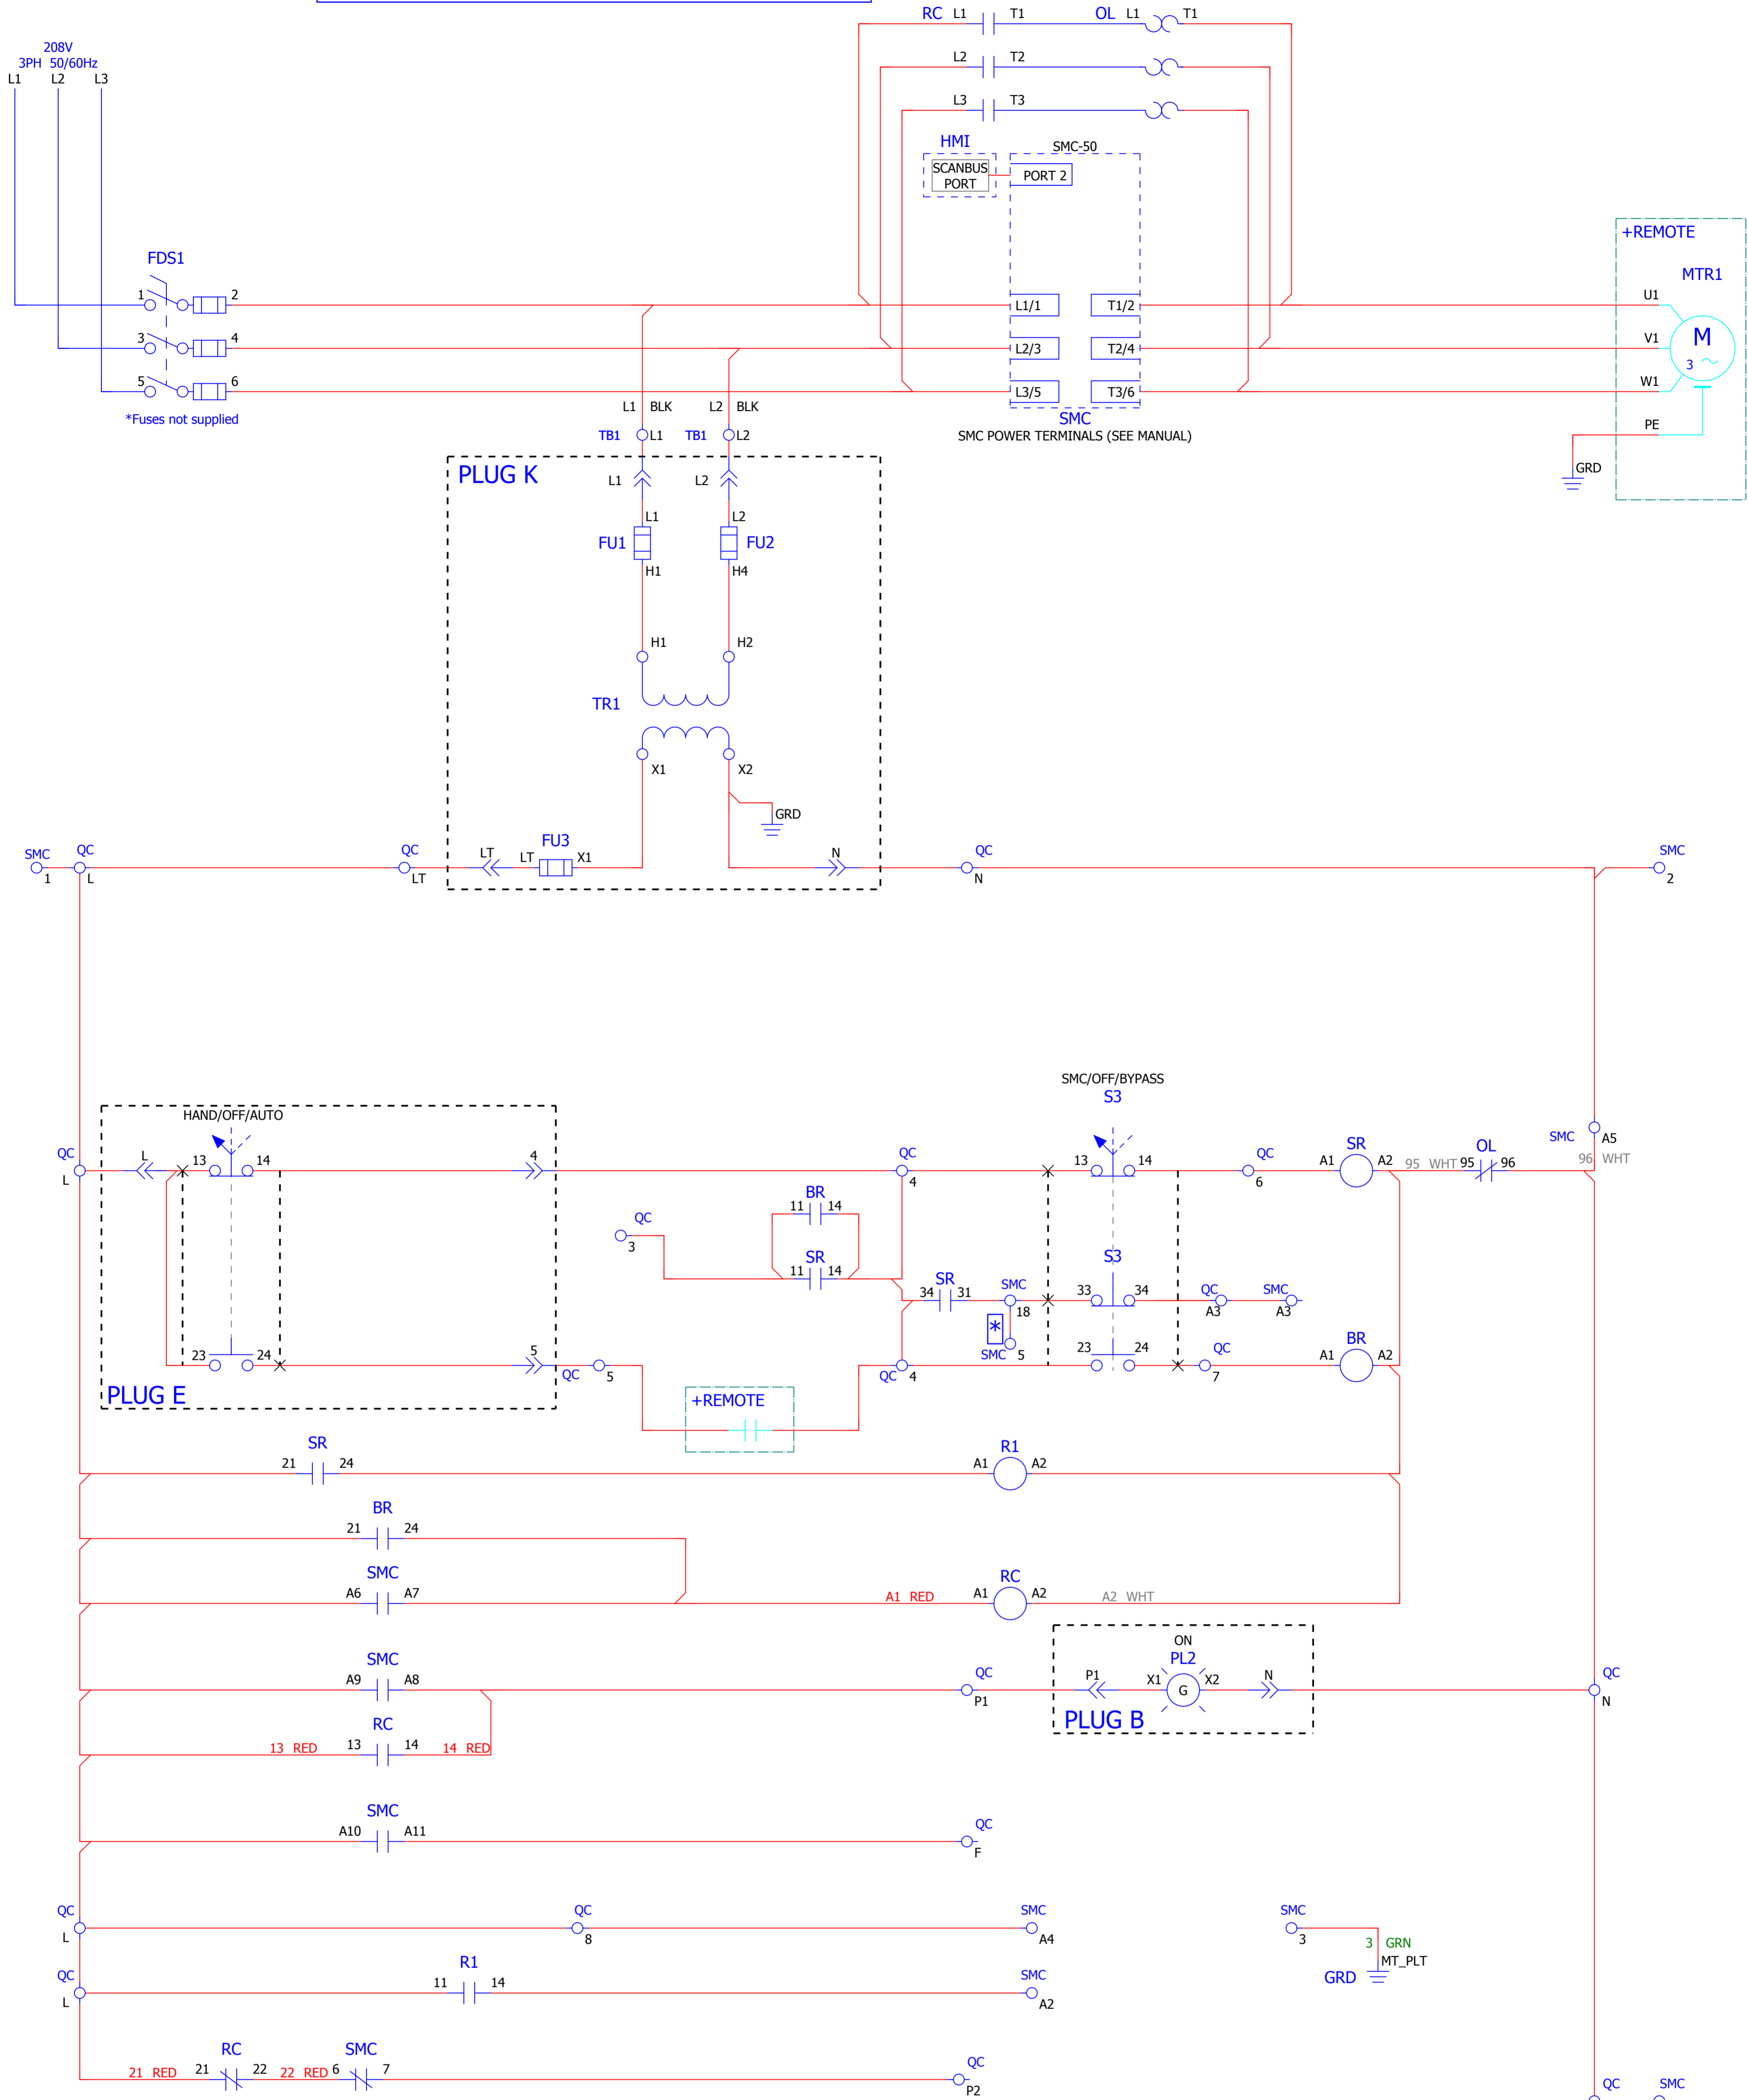 RC L1 T1 OL L1 T1
208V
3PH 50/60Hz
L1 L2 L3
L2 T2
L3 T3
HMI
SMC-50
SCANBUS
PORT
PORT 2
+REMOTE
FDS1
MTR1
1 2 L1/1 T1/2 U1
3 4 L2/3 T2/4 V1
M
3
5 6 L3/5 T3/6 W1
*Fuses not supplied
L1 BLK L2 BLK
SMC
SMC POWER TERMINALS (SEE MANUAL)
PE
GRD
TB1 L1 TB1 L2
PLUG K
L1 L2
L1 L2
FU1 FU2
H1 H4
H1 H2
TR1
X1 X2
GRD
SMC QC QC FU3 QC SMC
1 L LT LT LT X1 N N 2
SMC/OFF/BYPASS
S3
HAND/OFF/AUTO
SMC A5
QC L 13 14 4 QC 13 14 QC SR OL
L 4 6 A1 A2 95 WHT 95 96 96 WHT
BR
11 14
QC
3
SR
11 14
S3
SR
34 31
SMC
18
33 34
QC
A3
SMC
A3
*
SMC 5
23 24 5 QC 5 QC 4 23 24 QC 7 BR A1 A2
PLUG E
+REMOTE
SR R1
21 24 A1 A2
BR
21 24
SMC RC
A6 A7 A1 RED A1 A2 A2 WHT
ON
PL2
SMC QC QC
A9 A8 P1 P1 X1 G X2 N N
PLUG B
RC
13 RED 13 14 14 RED
SMC QC
A10 A11 F
QC QC SMC SMC
L 8 A4 3
3 GRN
MT_PLT
GRD
QC R1 SMC
L 11 14 A2
RC SMC QC
21 RED 21 22 22 RED 6 7 P2
QC SMC